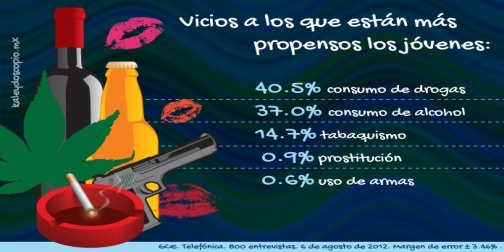 Vicios a los que están más
propensos los jóvenes:
40.5% consumo de drogas
37.0% consumo de alcohol
14.7% tabaquismo
0.9% prostitución
0.6% uso de armas
kaleydoscopio.mx
GCE. Telefónica. 800 entrevistas. 6 de agosto de 2012. Margen de error ± 3.46%.